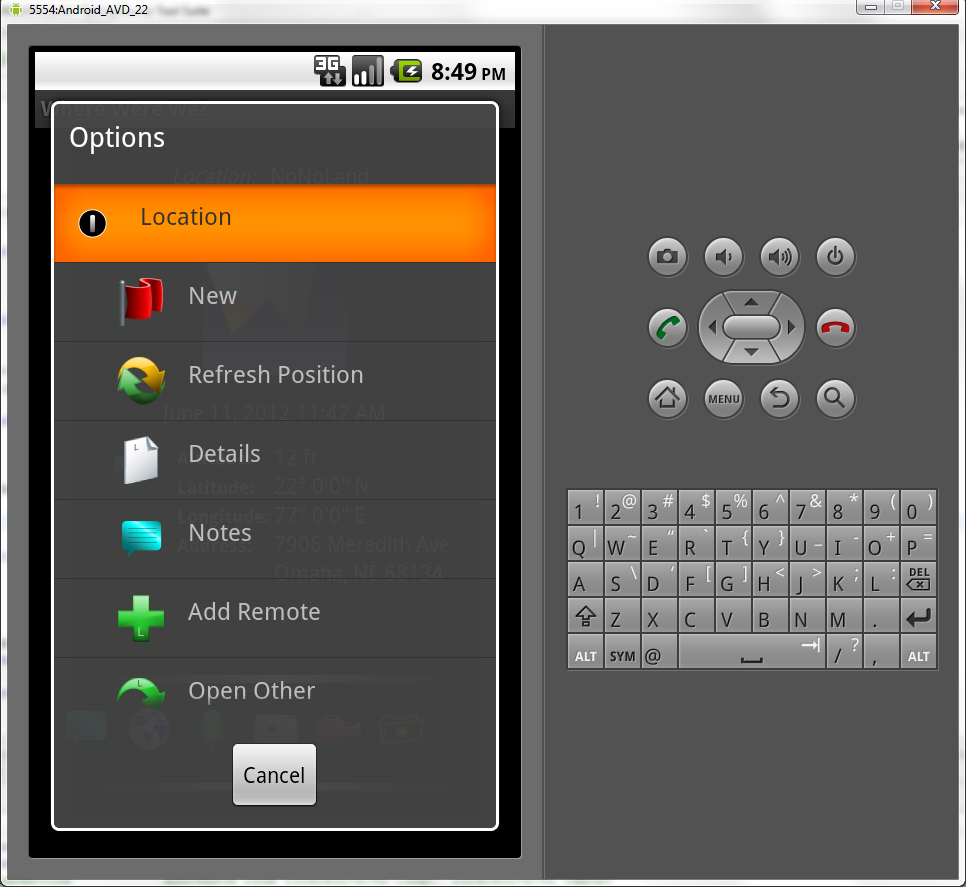 5554:Android_AVD_22
3G 8:49 PM
Where Were We?
Options
Location: NoNoLand
Location
New
Refresh Position
June 11, 2012 11:42 AM
Details
12 ft
Latitude: 22° 0'0" N
Longitude: 77° 0'0" E
Notes
Address: 7906 Meredith Ave
Omaha, NE 68134
Add Remote
Open Other
Cancel
MENU
1 ! 2 @ 3 # 4 $ 5 % 6 ^ 7 & 8 * 9 ( 0 )
Q | W ~ E “ R ` T { Y } U _ I - O + P =
A S \ D ‘ F [ G ] H < J > K ; L : DEL
Z X C V B N M .
ALT SYM @ / ? , ALT